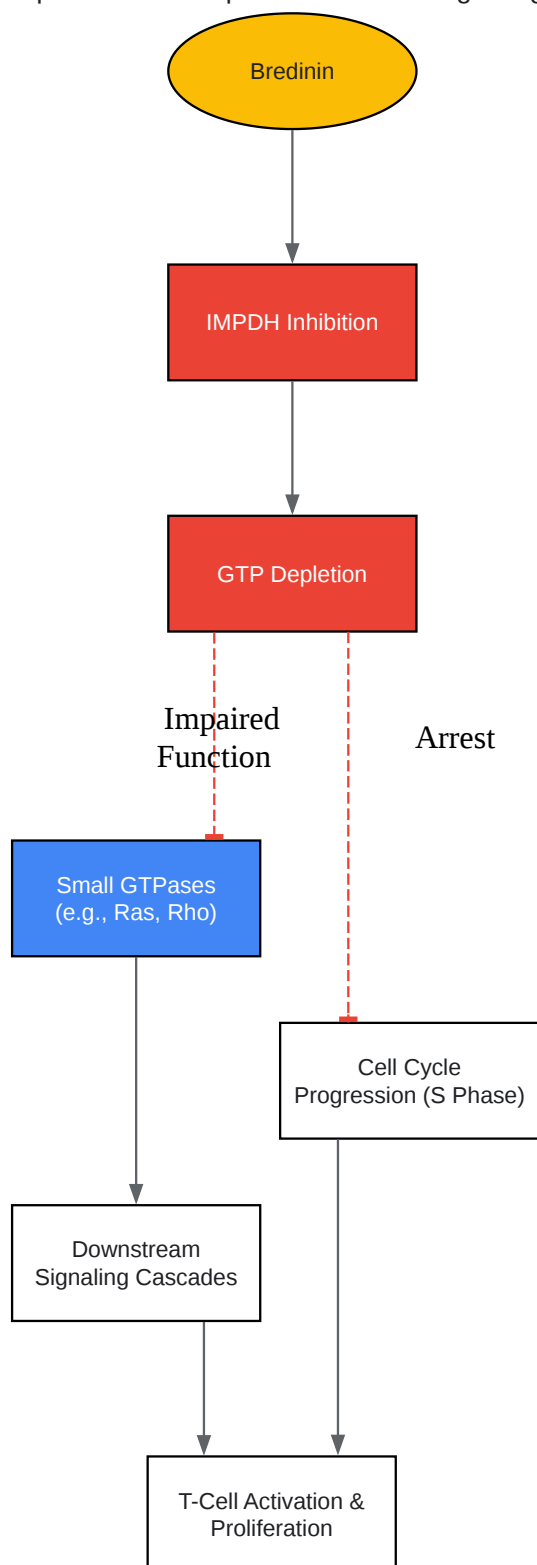 Bredinin
IMPDH Inhibition
GTP Depletion
Impaired
Function
Arrest
Small GTPases
(e.g., Ras, Rho)
Cell Cycle
Progression (S Phase)
Downstream
Signaling Cascades
T-Cell Activation &
Proliferation